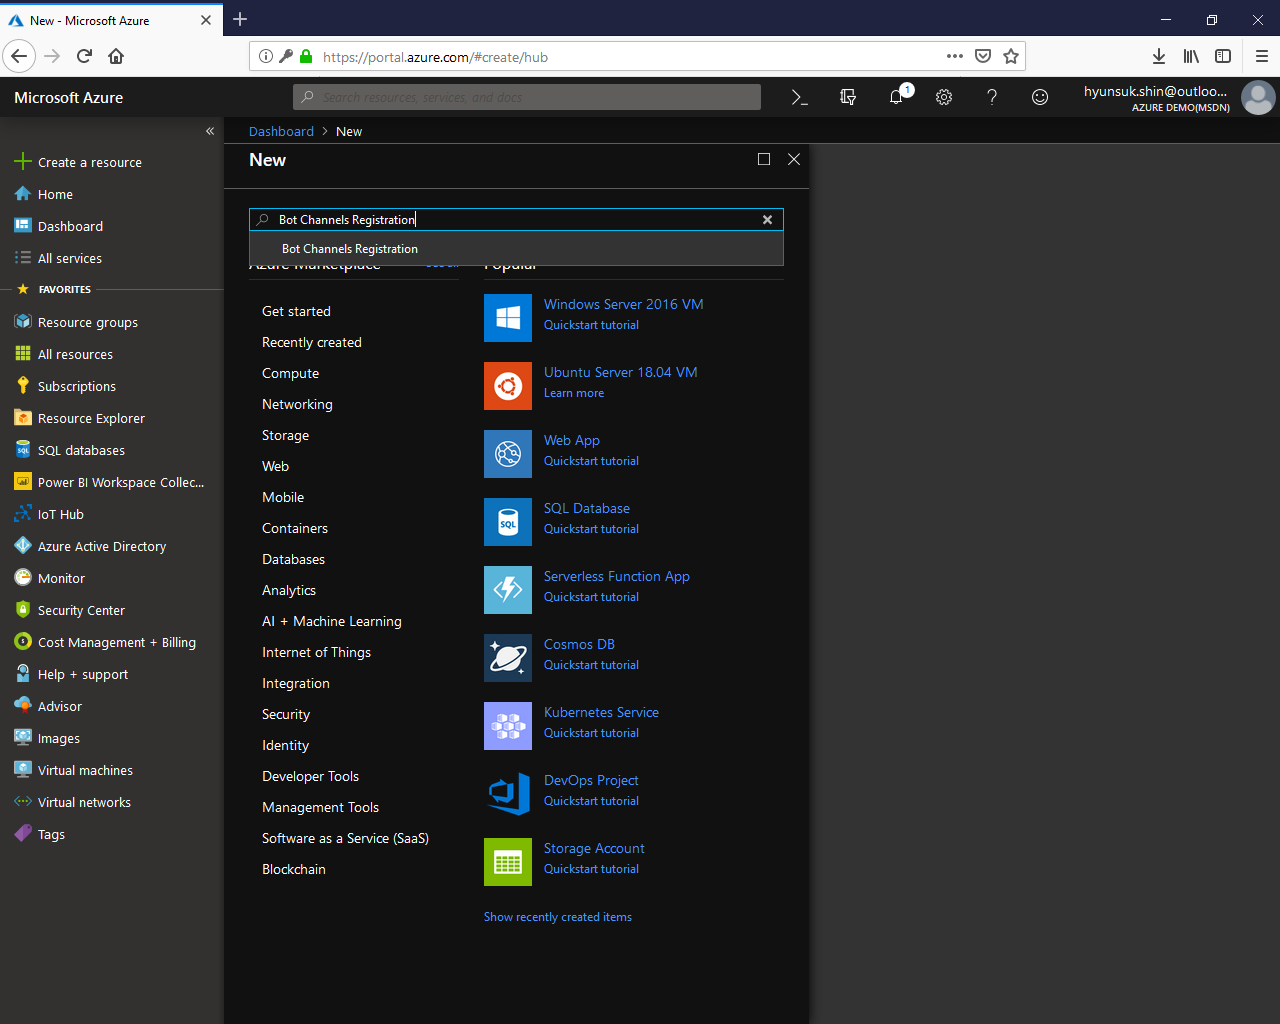 New - Microsoft Azure
https://portal.azure.com/#create/hub
Microsoft Azure
Search resources, services, and docs
1
hyunsuk.shin@outloo...
AZURE DEMO(MSDN)
Dashboard > New
Create a resource
Home
Dashboard
All services
FAVORITES
Resource groups
All resources
Subscriptions
Resource Explorer
SQL databases
Power BI Workspace Collec...
IoT Hub
Azure Active Directory
Monitor
Security Center
Cost Management + Billing
Help + support
Advisor
Images
Virtual machines
Virtual networks
Tags
New
Bot Channels Registration
Bot Channels Registration
Azure Marketplace
Popular
Get started
Recently created
Compute
Networking
Storage
Web
Mobile
Containers
Databases
Analytics
AI + Machine Learning
Internet of Things
Integration
Security
Identity
Developer Tools
Management Tools
Software as a Service (SaaS)
Blockchain
Windows Server 2016 VM
Quickstart tutorial
Ubuntu Server 18.04 VM
Learn more
Web App
Quickstart tutorial
SQL
SQL Database
Quickstart tutorial
Serverless Function App
Quickstart tutorial
Cosmos DB
Quickstart tutorial
Kubernetes Service
Quickstart tutorial
DevOps Project
Quickstart tutorial
Storage Account
Quickstart tutorial
Show recently created items